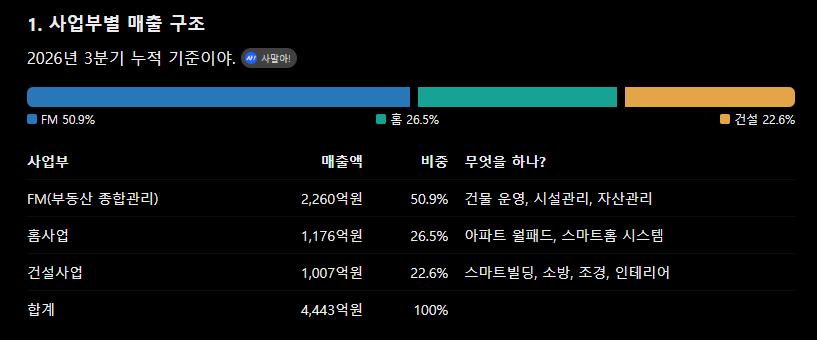 1. 사업부별 매출 구조
2026년 3분기 누적 기준이야. 사말아!
FM 50.9% 홈 26.5% 건설 22.6%
사업부 매출액 비중 무엇을 하나?
FM(부동산 종합관리) 2,260억원 50.9% 건물 운영, 시설관리, 자산관리
홈사업 1,176억원 26.5% 아파트 월패드, 스마트홈 시스템
건설사업 1,007억원 22.6% 스마트빌딩, 소방, 조경, 인테리어
합계 4,443억원 100%